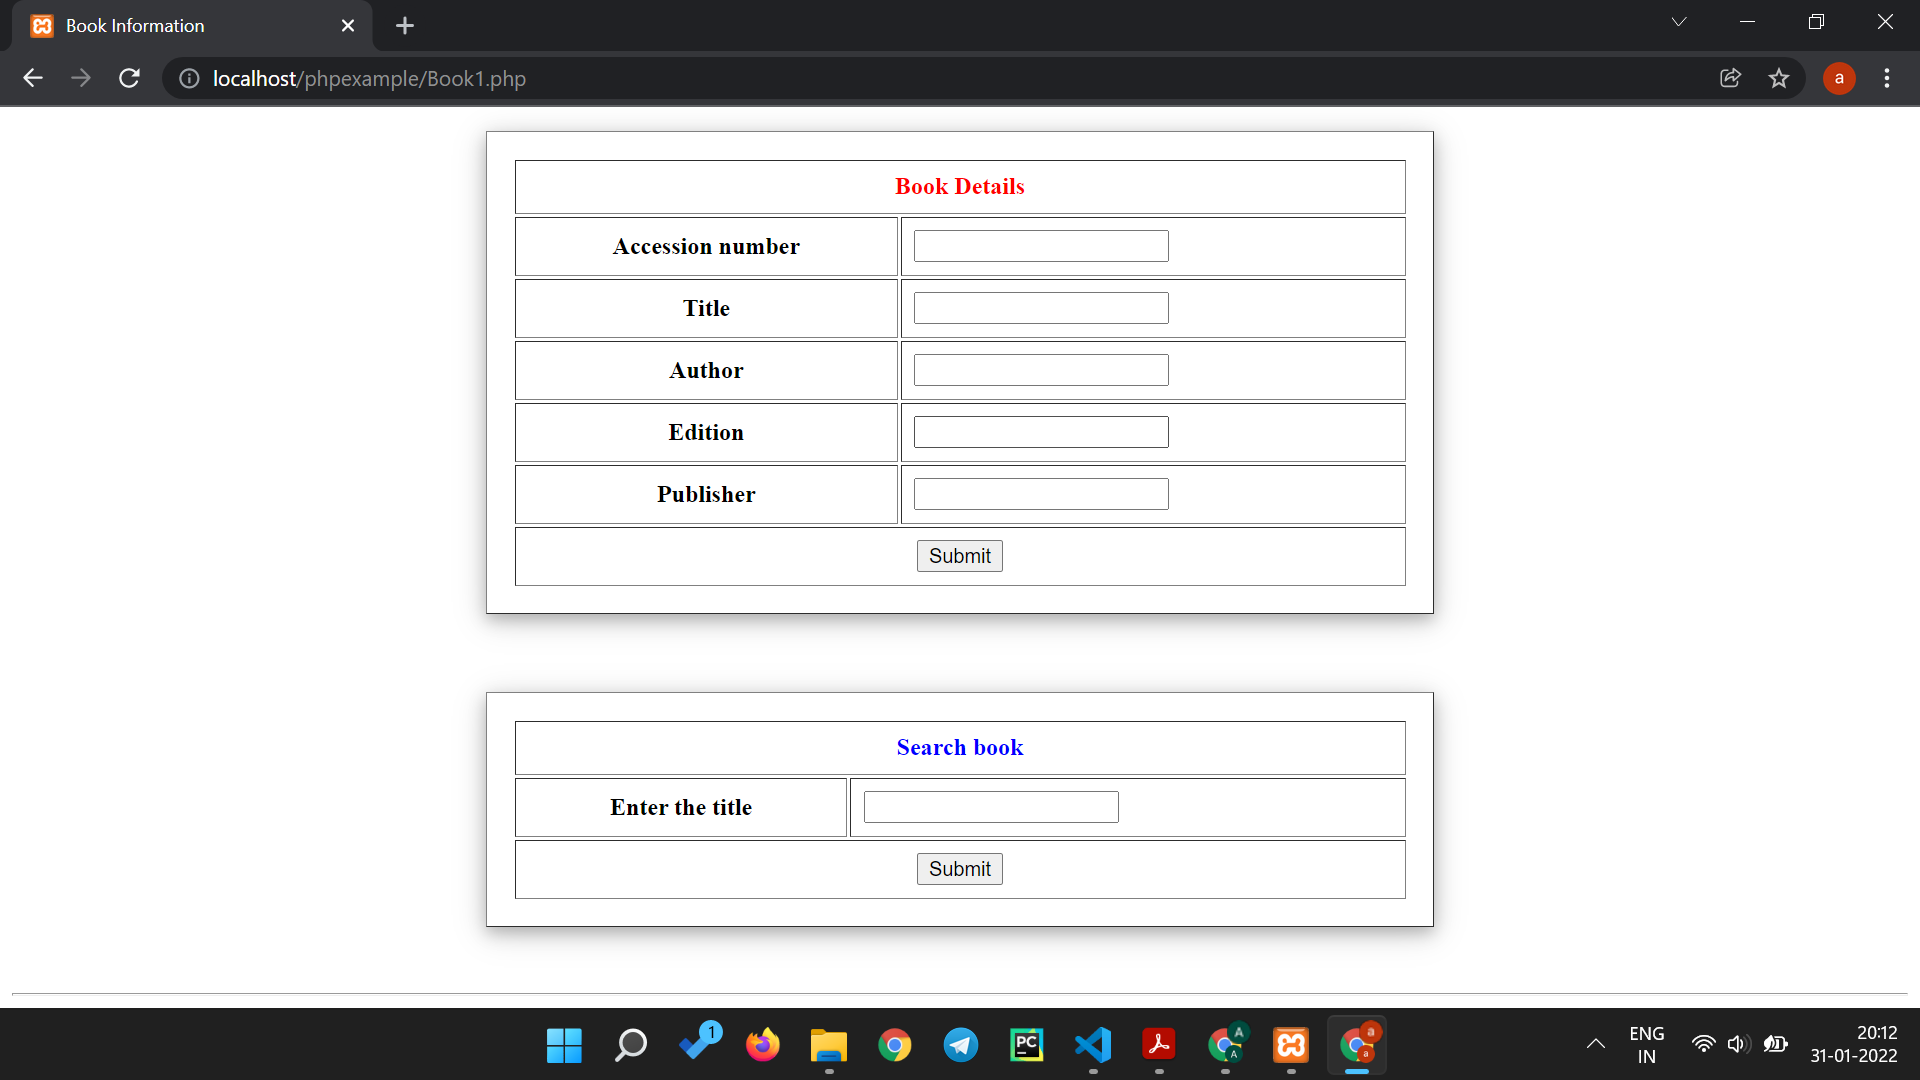 Book Information
localhost/phpexample/Book1.php
a
Book Details
Accession number
Title
Author
Edition
Publisher
Submit
Search book
Enter the title
Submit
1
PC
A
A
a
a
ENG
IN
20:12
31-01-2022